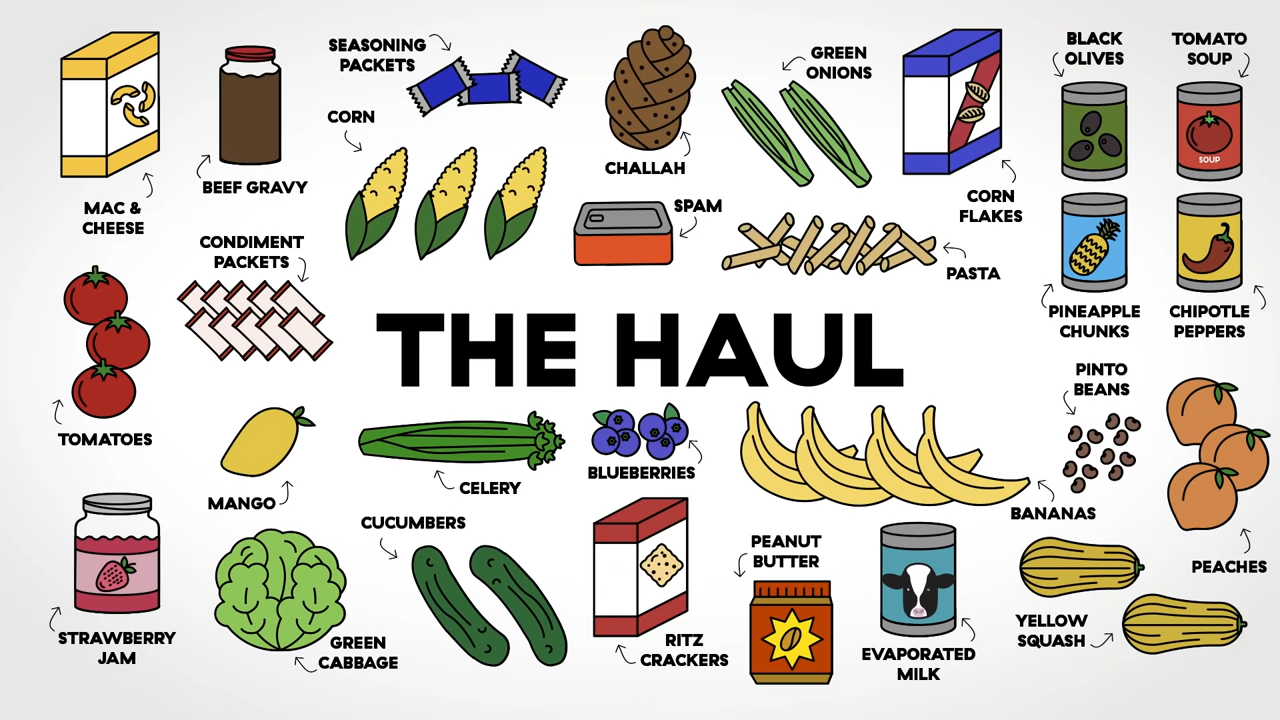 SEASONING
PACKETS
GREEN
ONIONS
BLACK
OLIVES
TOMATO
SOUP
CORN
SOUP
CHALLAH
BEEF GRAVY
MAC &
CHEESE
SPAM
CORN
FLAKES
CONDIMENT
PACKETS
PASTA
PINEAPPLE
CHUNKS
CHIPOTLE
PEPPERS
THE HAUL
PINTO
BEANS
TOMATOES
MANGO
CELERY
BLUEBERRIES
BANANAS
CUCUMBERS
PEANUT
BUTTER
PEACHES
STRAWBERRY
JAM
GREEN
CABBAGE
RITZ
CRACKERS
EVAPORATED
MILK
YELLOW
SQUASH